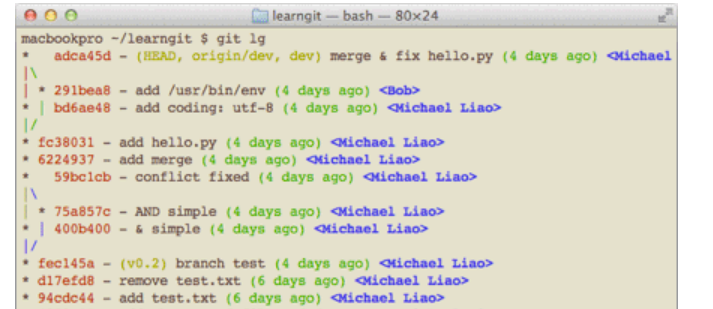 learngit — bash — 80×24
macbookpro ~/learngit $ git lg
*   adca45d - (HEAD, origin/dev, dev) merge & fix hello.py (4 days ago) <Michael
|\
| * 291bea8 - add /usr/bin/env (4 days ago) <Bob>
* | bd6ae48 - add coding: utf-8 (4 days ago) <Michael Liao>
|/
* fc38031 - add hello.py (4 days ago) <Michael Liao>
* 6224937 - add merge (4 days ago) <Michael Liao>
*   59bc1cb - conflict fixed (4 days ago) <Michael Liao>
|\
| * 75a857c - AND simple (4 days ago) <Michael Liao>
* | 400b400 - & simple (4 days ago) <Michael Liao>
|/
* fec145a - (v0.2) branch test (4 days ago) <Michael Liao>
* d17efd8 - remove test.txt (6 days ago) <Michael Liao>
* 94cdc44 - add test.txt (6 days ago) <Michael Liao>